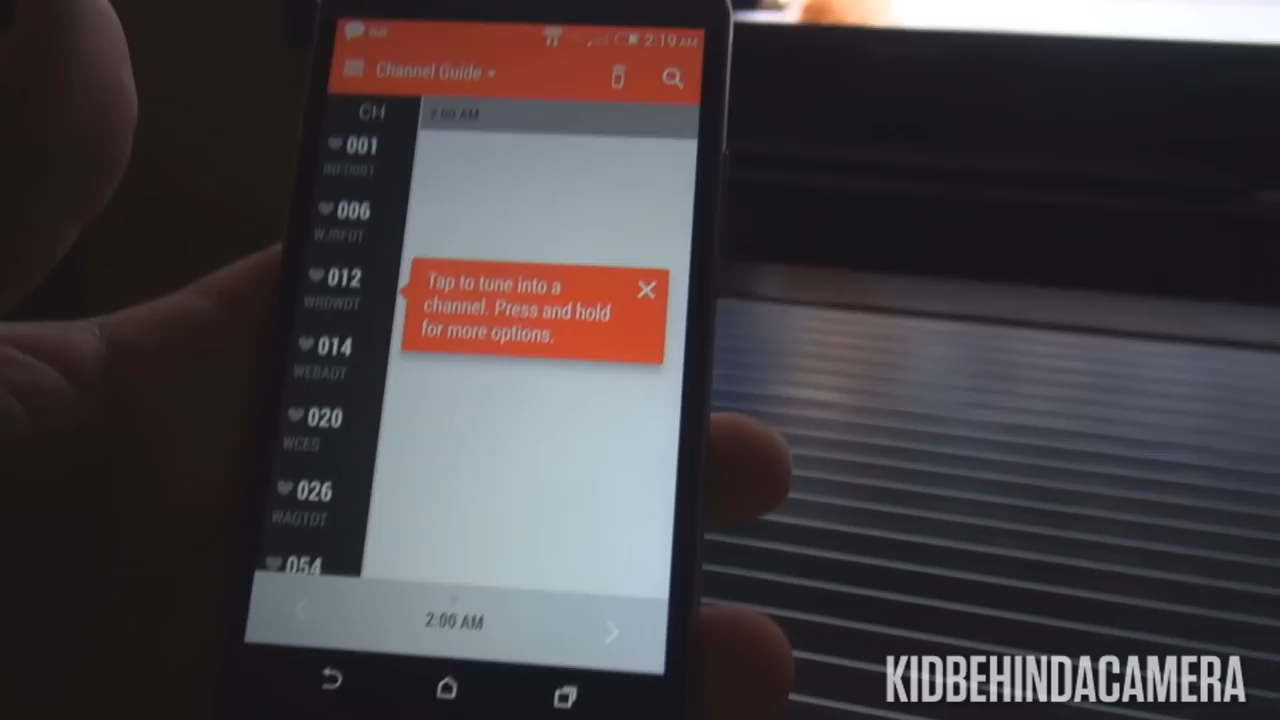 2:19 AM
Channel Guide
CH
2:00 AM
001
INFO001
006
WJBFDT
012
WRDWDT
014
WEBADT
020
WCES
026
WAGTDT
054
Tap to tune into a
channel. Press and hold
for more options.
2:00 AM
KIDBEHINDACAMERA